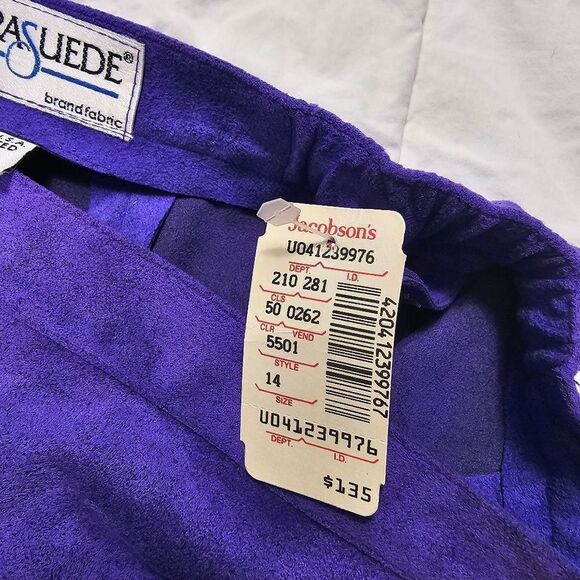 RASUEDE®
brand fabric
U.S.A.
Jacobson's
U041239976
DEPT. I.D.
210 281
CLS
50 0262
CLR VEND
5501
STYLE
14
SIZE
U041239976
DEPT. I.D.
$135
420412399767